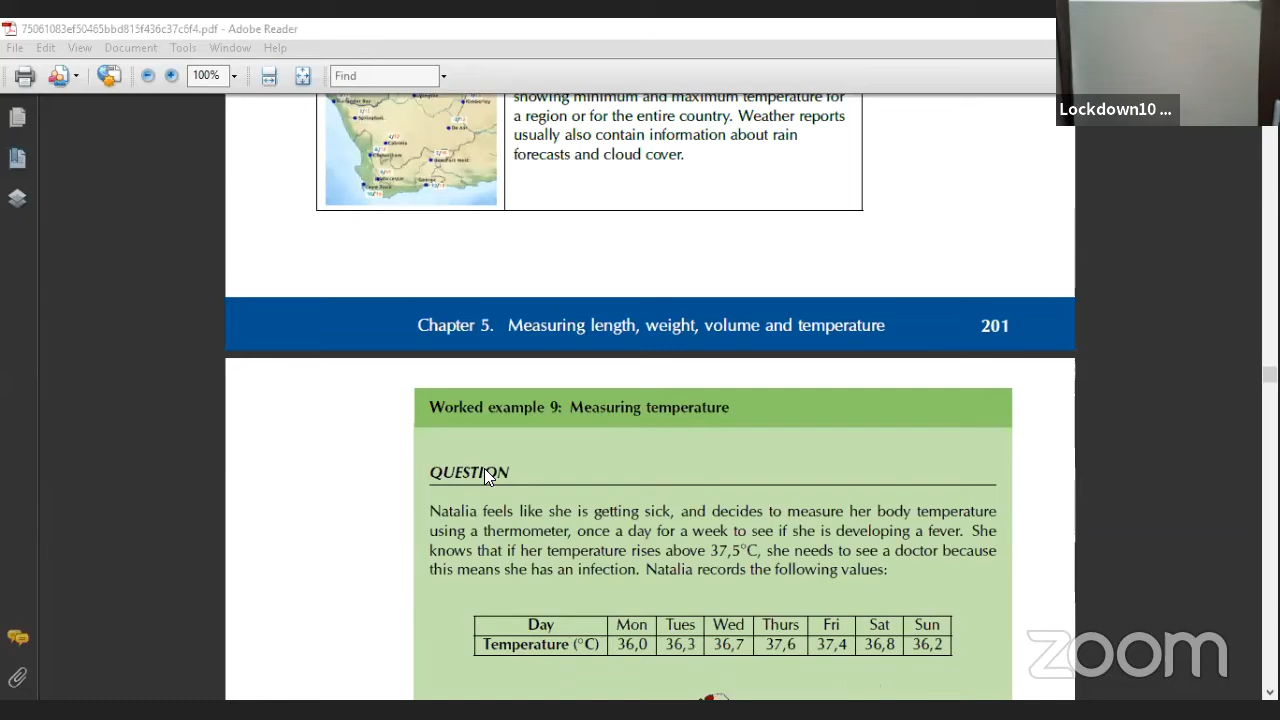 75061083ef50465bbd815f436c37c6f4.pdf - Adobe Reader
File Edit View Document Tools Window Help
100% Find
Lockdown10 ...
showing minimum and maximum temperature for
a region or for the entire country. Weather reports
usually also contain information about rain
forecasts and cloud cover.
Chapter 5. Measuring length, weight, volume and temperature 201
Worked example 9: Measuring temperature
QUESTION
Natalia feels like she is getting sick, and decides to measure her body temperature
using a thermometer, once a day for a week to see if she is developing a fever. She
knows that if her temperature rises above 37,5°C, she needs to see a doctor because
this means she has an infection. Natalia records the following values:
Day Mon Tues Wed Thurs Fri Sat Sun
Temperature (°C) 36,0 36,3 36,7 37,6 37,4 36,8 36,2
zoom